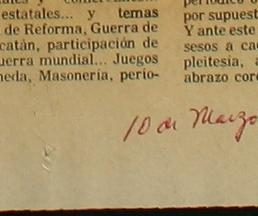 estatales... y temas
de Reforma, Guerra de
catán, participación de
uerra mundial... Juegos
neda, Masonería, perio-
por supuest
Y ante este
sesos a cad
pleitesía, a
abrazo cor
10 de Marzo